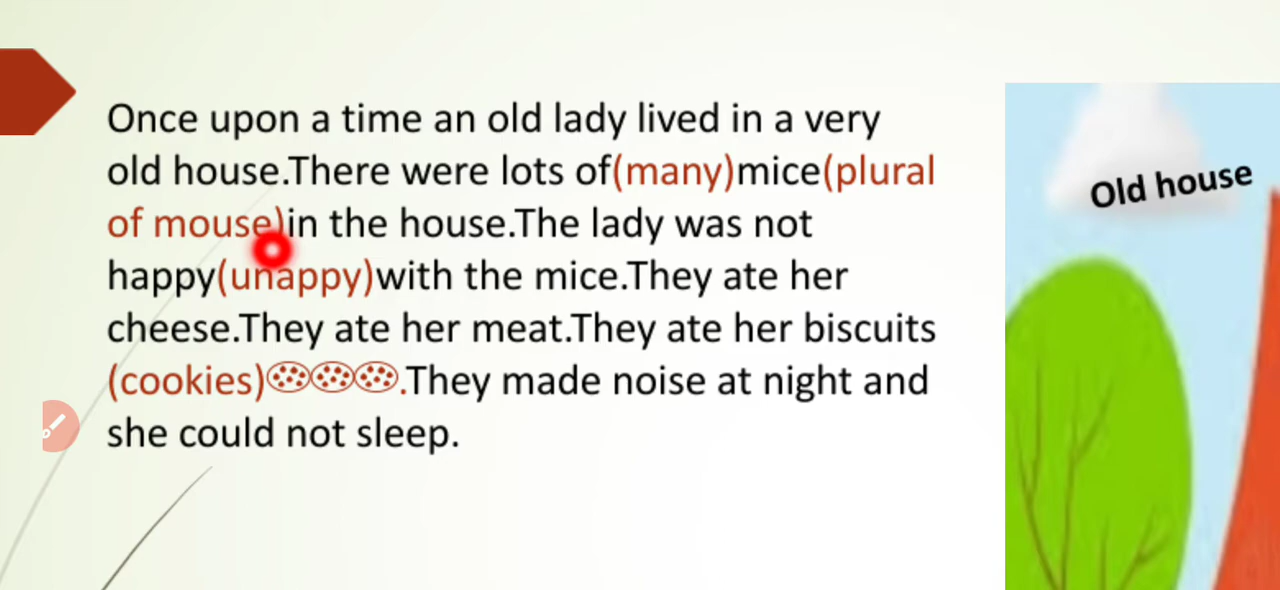 Once upon a time an old lady lived in a very
old house.There were lots of(many)mice(plural
of mouse)in the house.The lady was not
happy(unappy)with the mice.They ate her
cheese.They ate her meat.They ate her biscuits
(cookies).They made noise at night and
she could not sleep.
Old house